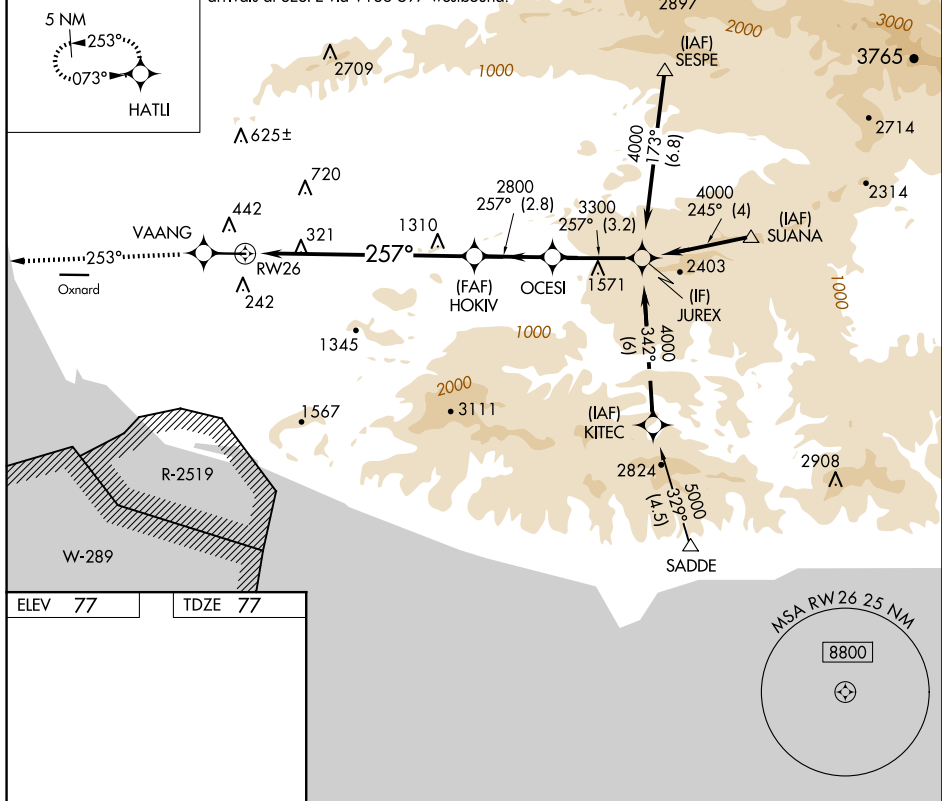 5 NM
253°
073°
HATLI
2897
2000
3000
3765
(IAF)
SESPE
2709
1000
625±
2714
4000
173°
(6.8)
720
2314
442
2800
257° (2.8)
3300
257° (3.2)
4000
245° (4)
(IAF)
SUANA
VAANG
1310
321
257°
253°
RW26
Oxnard
242
(FAF)
HOKIV
OCESI
1571
2403
(IF)
JUREX
1000
1345
1000
4000
342°
(6)
2000
3111
1567
(IAF)
KITEC
R-2519
2824
2908
5000
329°
(4.5)
W-289
SADDE
ELEV 77
TDZE 77
MSA RW26 25 NM
8800